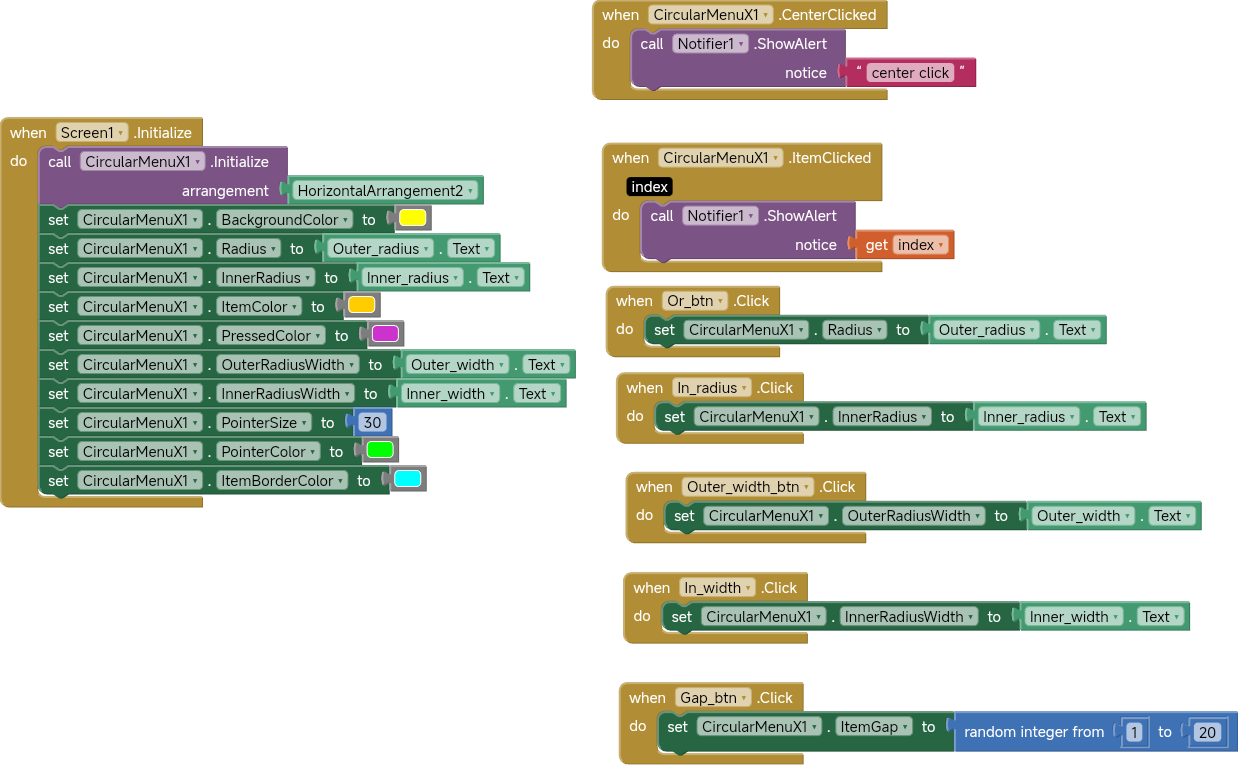 when Screen1 .Initialize
do call CircularMenuX1 .Initialize
arrangement HorizontalArrangement2
set CircularMenuX1 . BackgroundColor to
set CircularMenuX1 . Radius to Outer_radius . Text
set CircularMenuX1 . InnerRadius to Inner_radius . Text
set CircularMenuX1 . ItemColor to
set CircularMenuX1 . PressedColor to
set CircularMenuX1 . OuterRadiusWidth to Outer_width . Text
set CircularMenuX1 . InnerRadiusWidth to Inner_width . Text
set CircularMenuX1 . PointerSize to 30
set CircularMenuX1 . PointerColor to
set CircularMenuX1 . ItemBorderColor to
when CircularMenuX1 .CenterClicked
do call Notifier1 .ShowAlert
notice “ center click ”
when CircularMenuX1 .ItemClicked
index
do call Notifier1 .ShowAlert
notice get index
when Or_btn .Click
do set CircularMenuX1 . Radius to Outer_radius . Text
when In_radius .Click
do set CircularMenuX1 . InnerRadius to Inner_radius . Text
when Outer_width_btn .Click
do set CircularMenuX1 . OuterRadiusWidth to Outer_width . Text
when In_width .Click
do set CircularMenuX1 . InnerRadiusWidth to Inner_width . Text
when Gap_btn .Click
do set CircularMenuX1 . ItemGap to random integer from 1 to 20